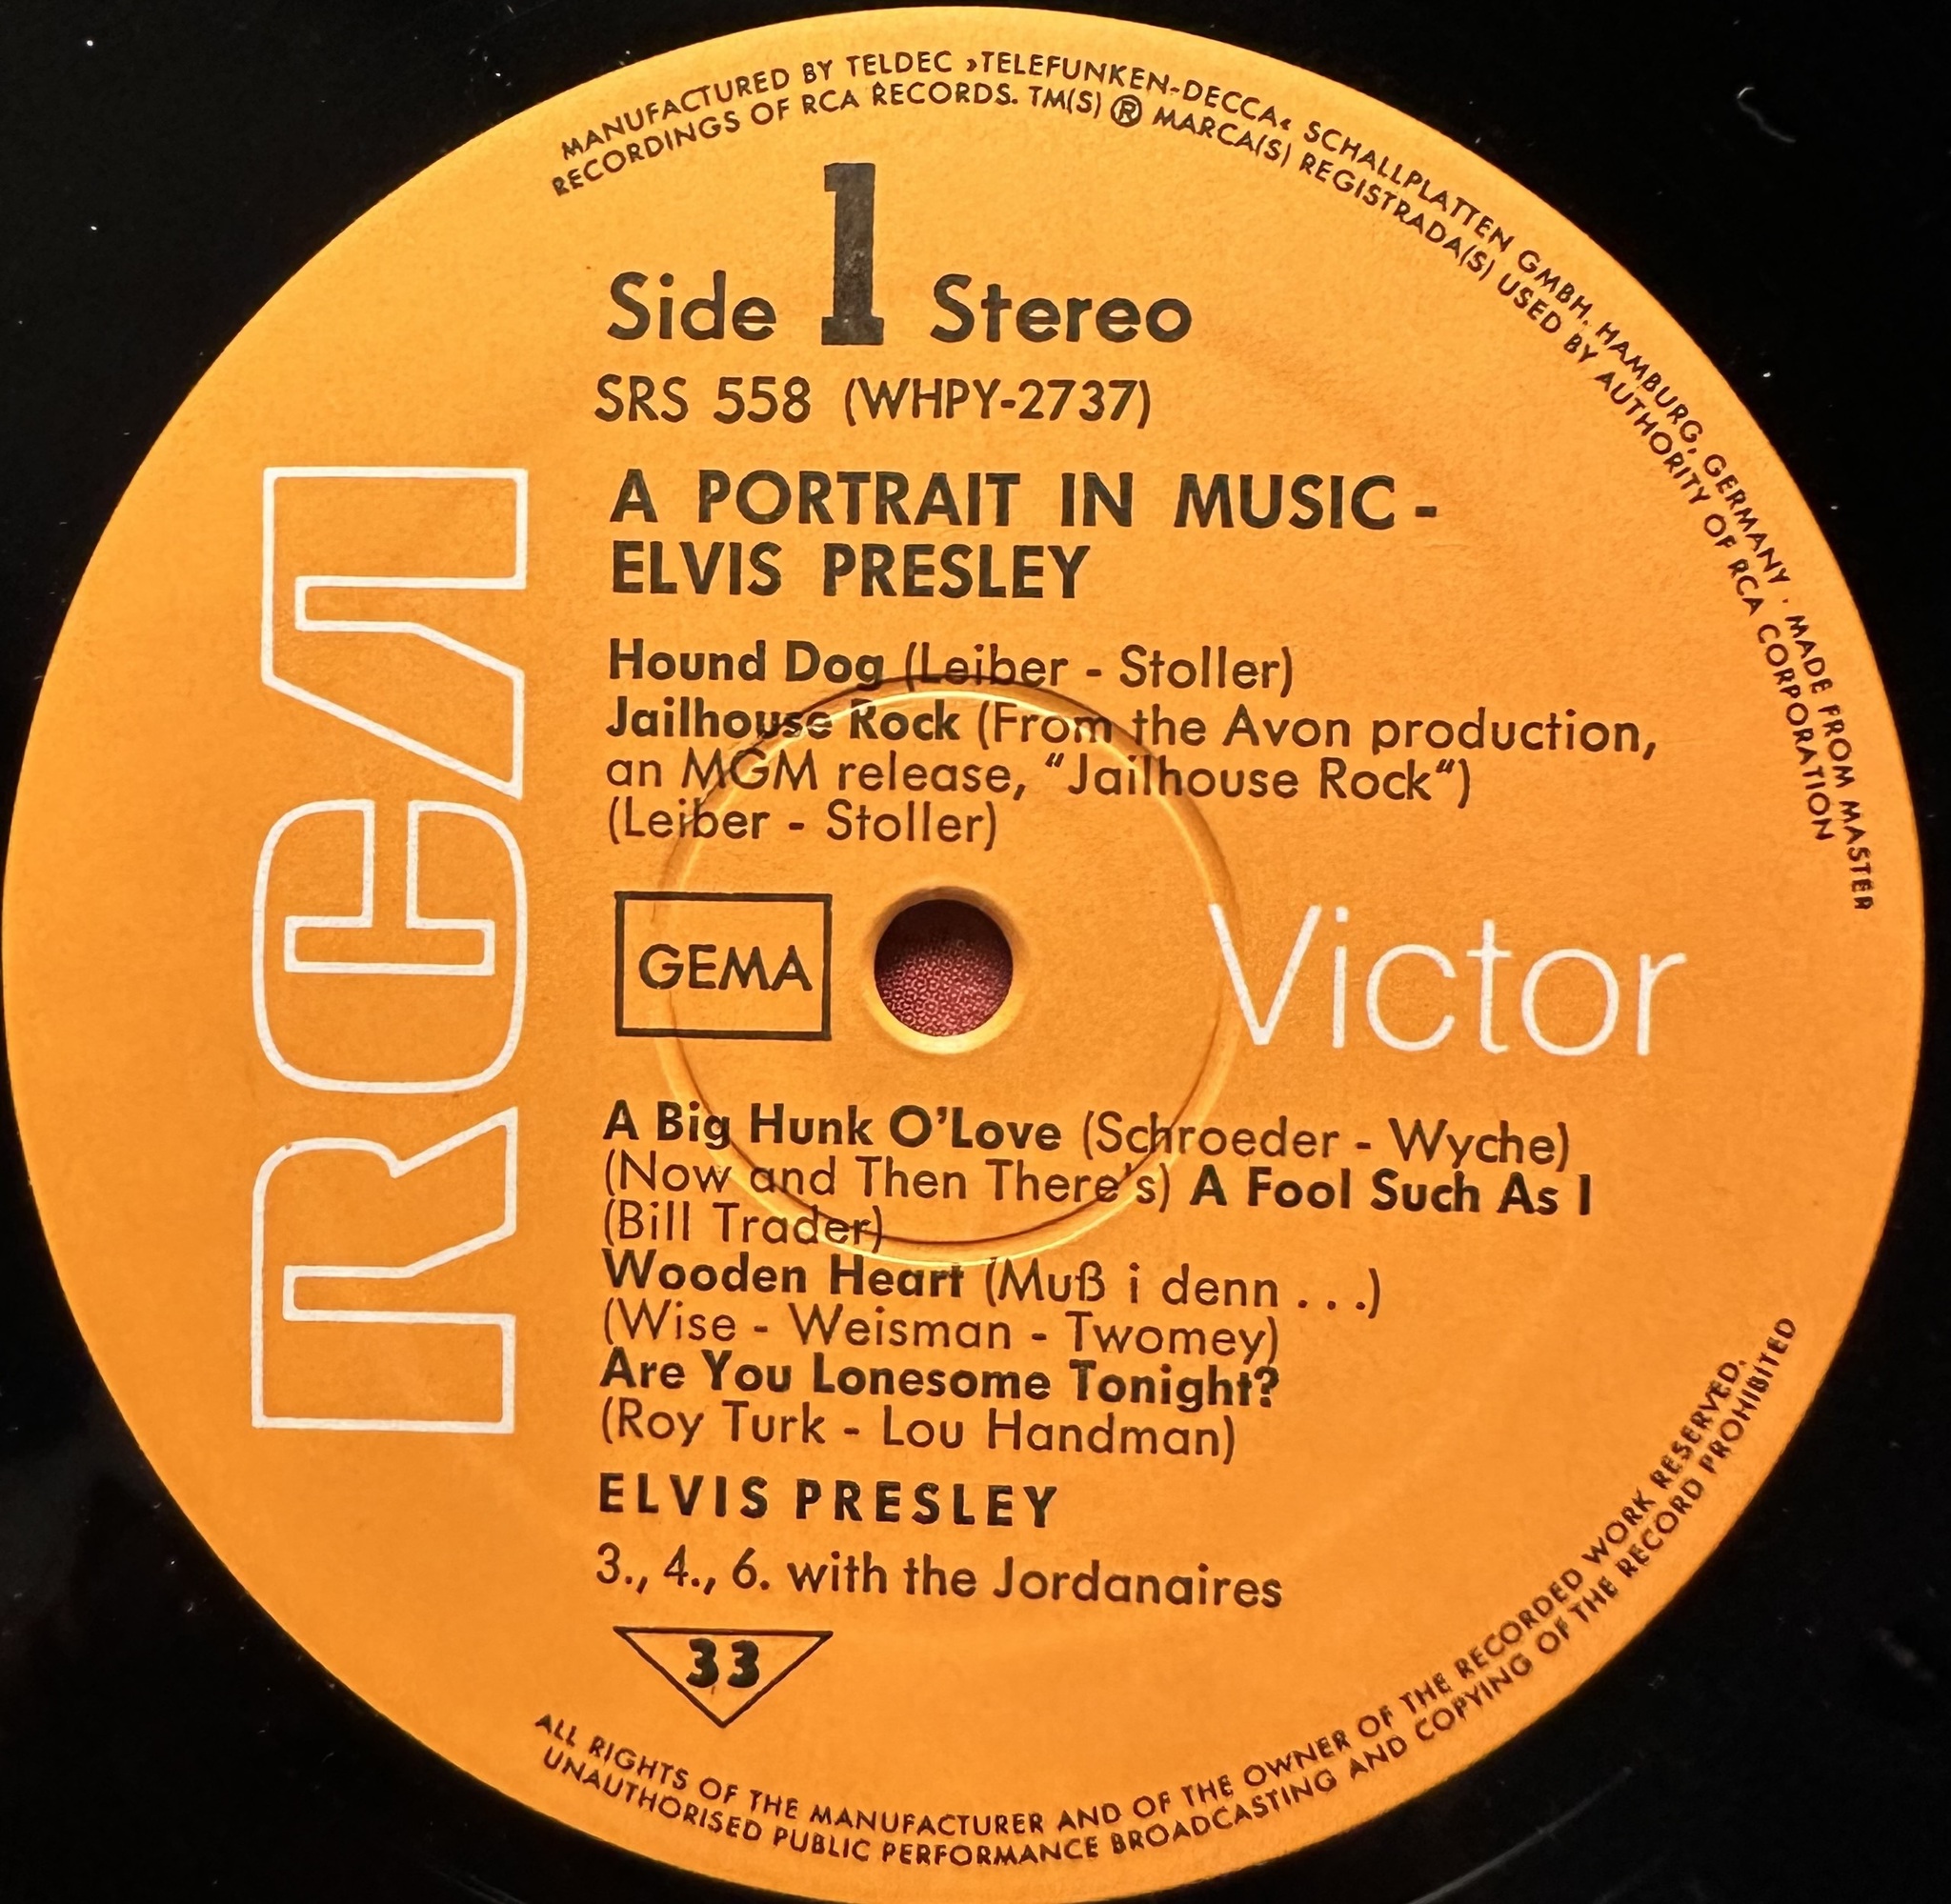 MANUFACTURED BY TELDEC »TELEFUNKEN-DECCA« SCHALLPLATTEN GMBH. HAMBURG, GERMANY · MADE FROM MASTER
RECORDINGS OF RCA RECORDS. TM(S) ® MARCA(S) REGISTRADA(S) USED BY AUTHORITY OF RCA CORPORATION
Side 1 Stereo
SRS 558 (WHPY-2737)
A PORTRAIT IN MUSIC -
ELVIS PRESLEY
Hound Dog (Leiber - Stoller)
Jailhouse Rock (From the Avon production,
an MGM release, “Jailhouse Rock“)
(Leiber - Stoller)
RCA
GEMA
Victor
A Big Hunk O’Love (Schroeder - Wyche)
(Now and Then There's) A Fool Such As I
(Bill Trader)
Wooden Heart (Muß i denn . . .)
(Wise - Weisman - Twomey)
Are You Lonesome Tonight?
(Roy Turk - Lou Handman)
ELVIS PRESLEY
3., 4., 6. with the Jordanaires
33
ALL RIGHTS OF THE MANUFACTURER AND OF THE OWNER OF THE RECORDED WORK RESERVED.
UNAUTHORISED PUBLIC PERFORMANCE BROADCASTING AND COPYING OF THE RECORD PROHIBITED